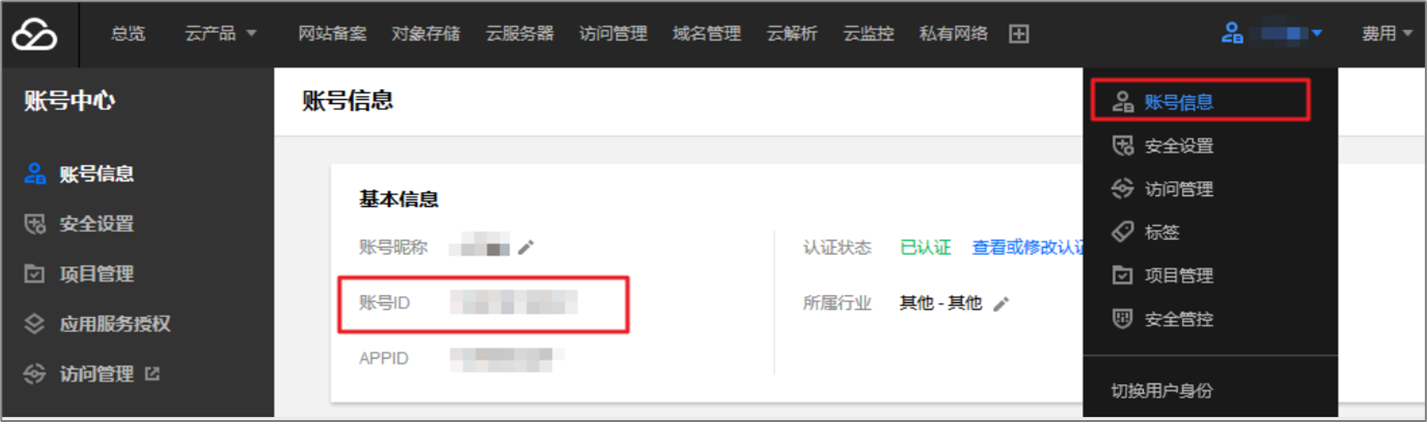 总览 云产品 网站备案 对象存储 云服务器 访问管理 域名管理 云解析 云监控 私有网络 费用
账号中心
账号信息
安全设置
项目管理
应用服务授权
访问管理
账号信息
基本信息
账号昵称
账号ID
APPID
认证状态 已认证 查看或修改认证
所属行业 其他 - 其他
账号信息
安全设置
访问管理
标签
项目管理
安全管控
切换用户身份